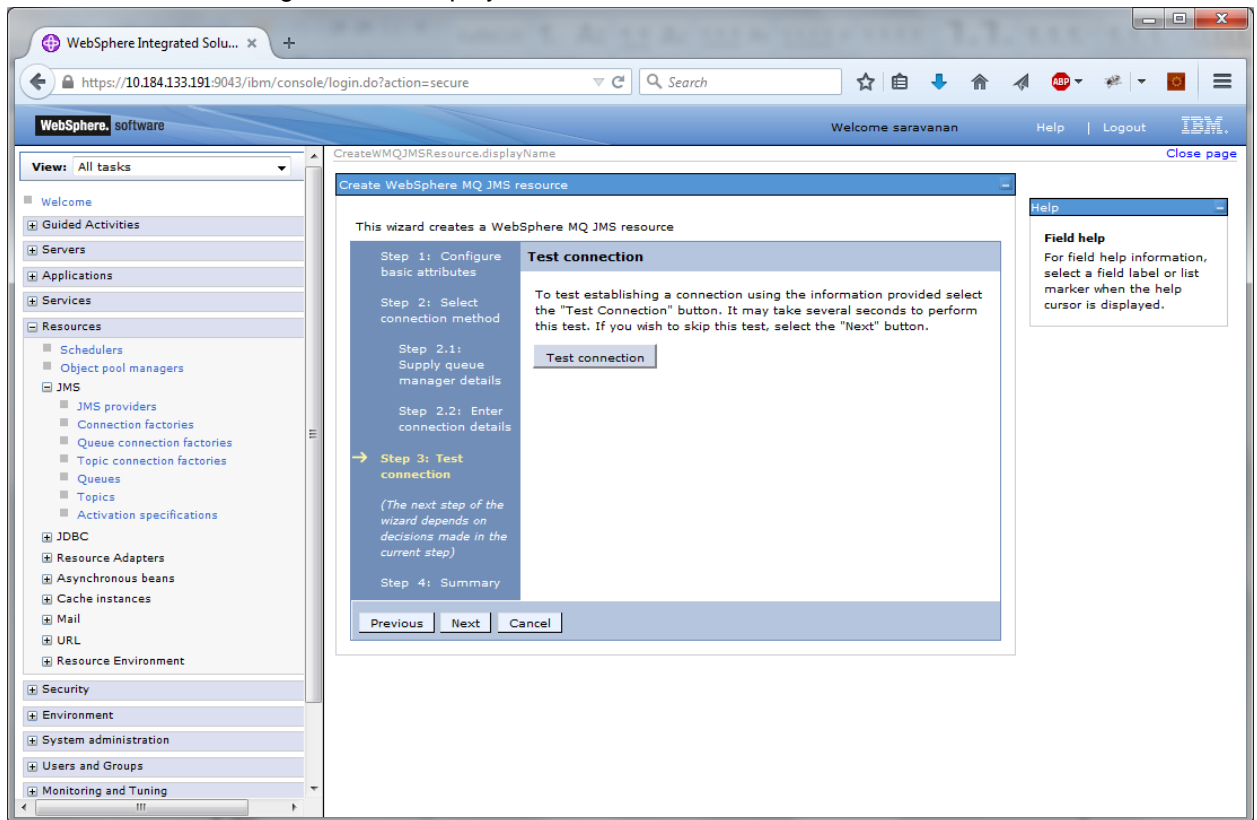 WebSphere Integrated Solu...
https://10.184.133.191:9043/ibm/console/login.do?action=secure
Search
ABP
WebSphere. software
Welcome saravanan
Help | Logout
IBM.
View: All tasks
Welcome
Guided Activities
Servers
Applications
Services
Resources
Schedulers
Object pool managers
JMS
JMS providers
Connection factories
Queue connection factories
Topic connection factories
Queues
Topics
Activation specifications
JDBC
Resource Adapters
Asynchronous beans
Cache instances
Mail
URL
Resource Environment
Security
Environment
System administration
Users and Groups
Monitoring and Tuning
CreateWMQJMSResource.displayName
Close page
Create WebSphere MQ JMS resource
This wizard creates a WebSphere MQ JMS resource
Step 1: Configure
basic attributes
Step 2: Select
connection method
Step 2.1:
Supply queue
manager details
Step 2.2: Enter
connection details
Step 3: Test
connection
(The next step of the
wizard depends on
decisions made in the
current step)
Step 4: Summary
Test connection
To test establishing a connection using the information provided select
the "Test Connection" button. It may take several seconds to perform
this test. If you wish to skip this test, select the "Next" button.
Test connection
Previous Next Cancel
Help
Field help
For field help information,
select a field label or list
marker when the help
cursor is displayed.